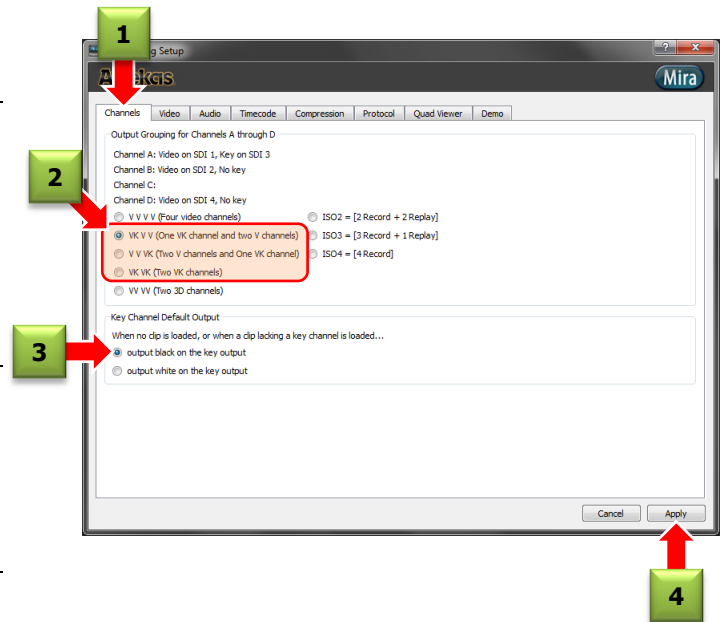 1
g Setup
? x
Mira
Channels Video Audio Timecode Compression Protocol Quad Viewer Demo
Output Grouping for Channels A through D
Channel A: Video on SDI 1, Key on SDI 3
Channel B: Video on SDI 2, No key
Channel C:
Channel D: Video on SDI 4, No key
2
V V V V (Four video channels) ISO2 = [2 Record + 2 Replay]
VK V V (One VK channel and two V channels) ISO3 = [3 Record + 1 Replay]
V V VK (Two V channels and One VK channel) ISO4 = [4 Record]
VK VK (Two VK channels)
VV VV (Two 3D channels)
Key Channel Default Output
When no clip is loaded, or when a clip lacking a key channel is loaded...
3
output black on the key output
output white on the key output
Cancel Apply
4